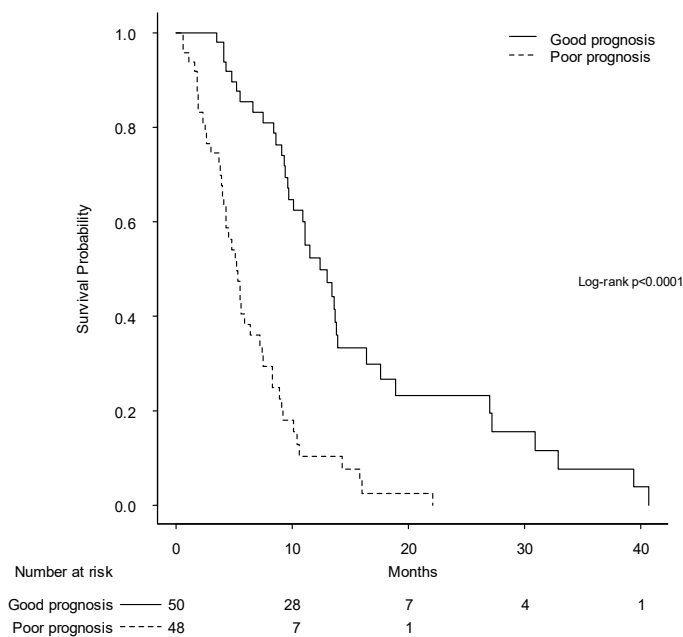 1.0
0.8
0.6
0.4
0.2
0.0
Survival Probability
Good prognosis
Poor prognosis
Log-rank p<0.0001
0 10 20 30 40
Number at risk Months
Good prognosis 50 28 7 4 1
Poor prognosis 48 7 1